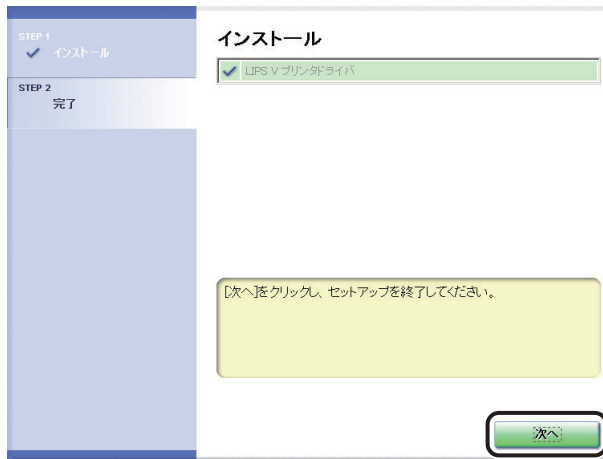 STEP 1
インストール
STEP 2
完了
インストール
LIPS V プリンタドライバ
[次へ]をクリックし、セットアップを終了してください。
次へ